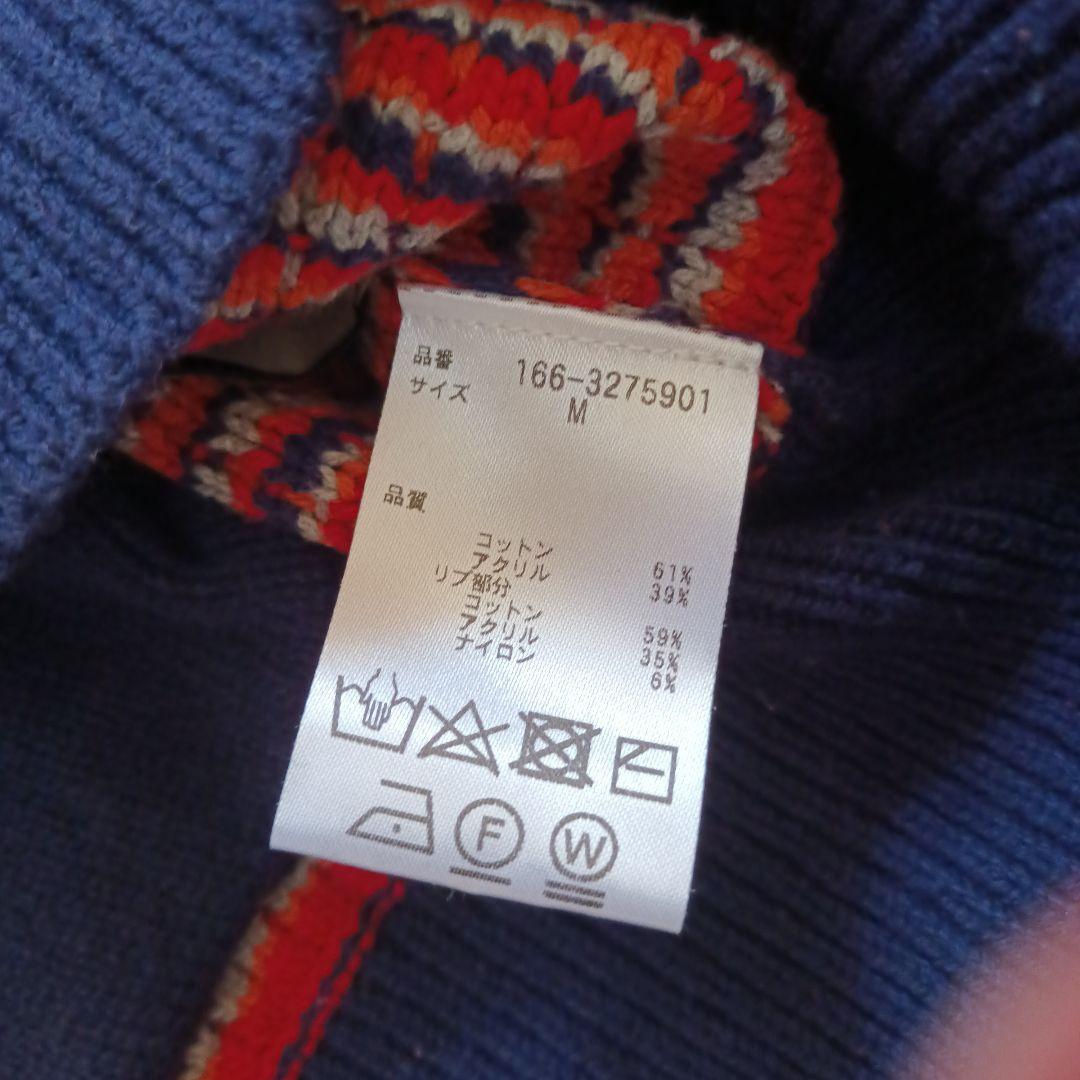 品番 166-3275901
サイズ M
品質
コットン 61%
アクリル 39%
リブ部分
コットン 59%
アクリル 35%
ナイロン 6%
F W